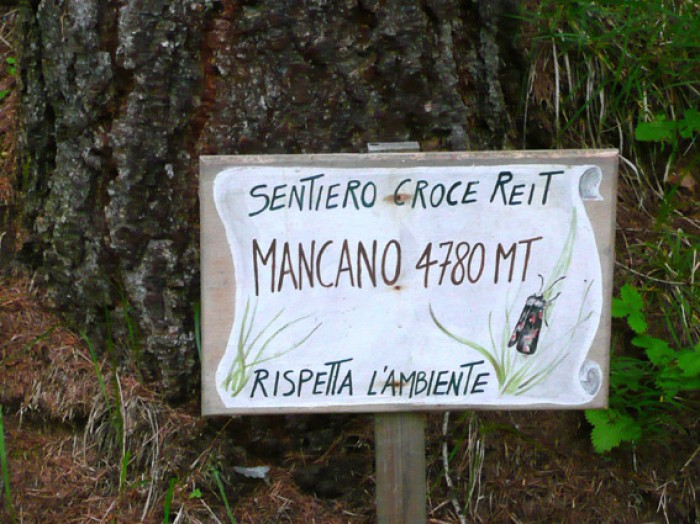 SENTIERO CROCE REIT
MANCANO 4780 MT
RISPETTA L'AMBIENTE